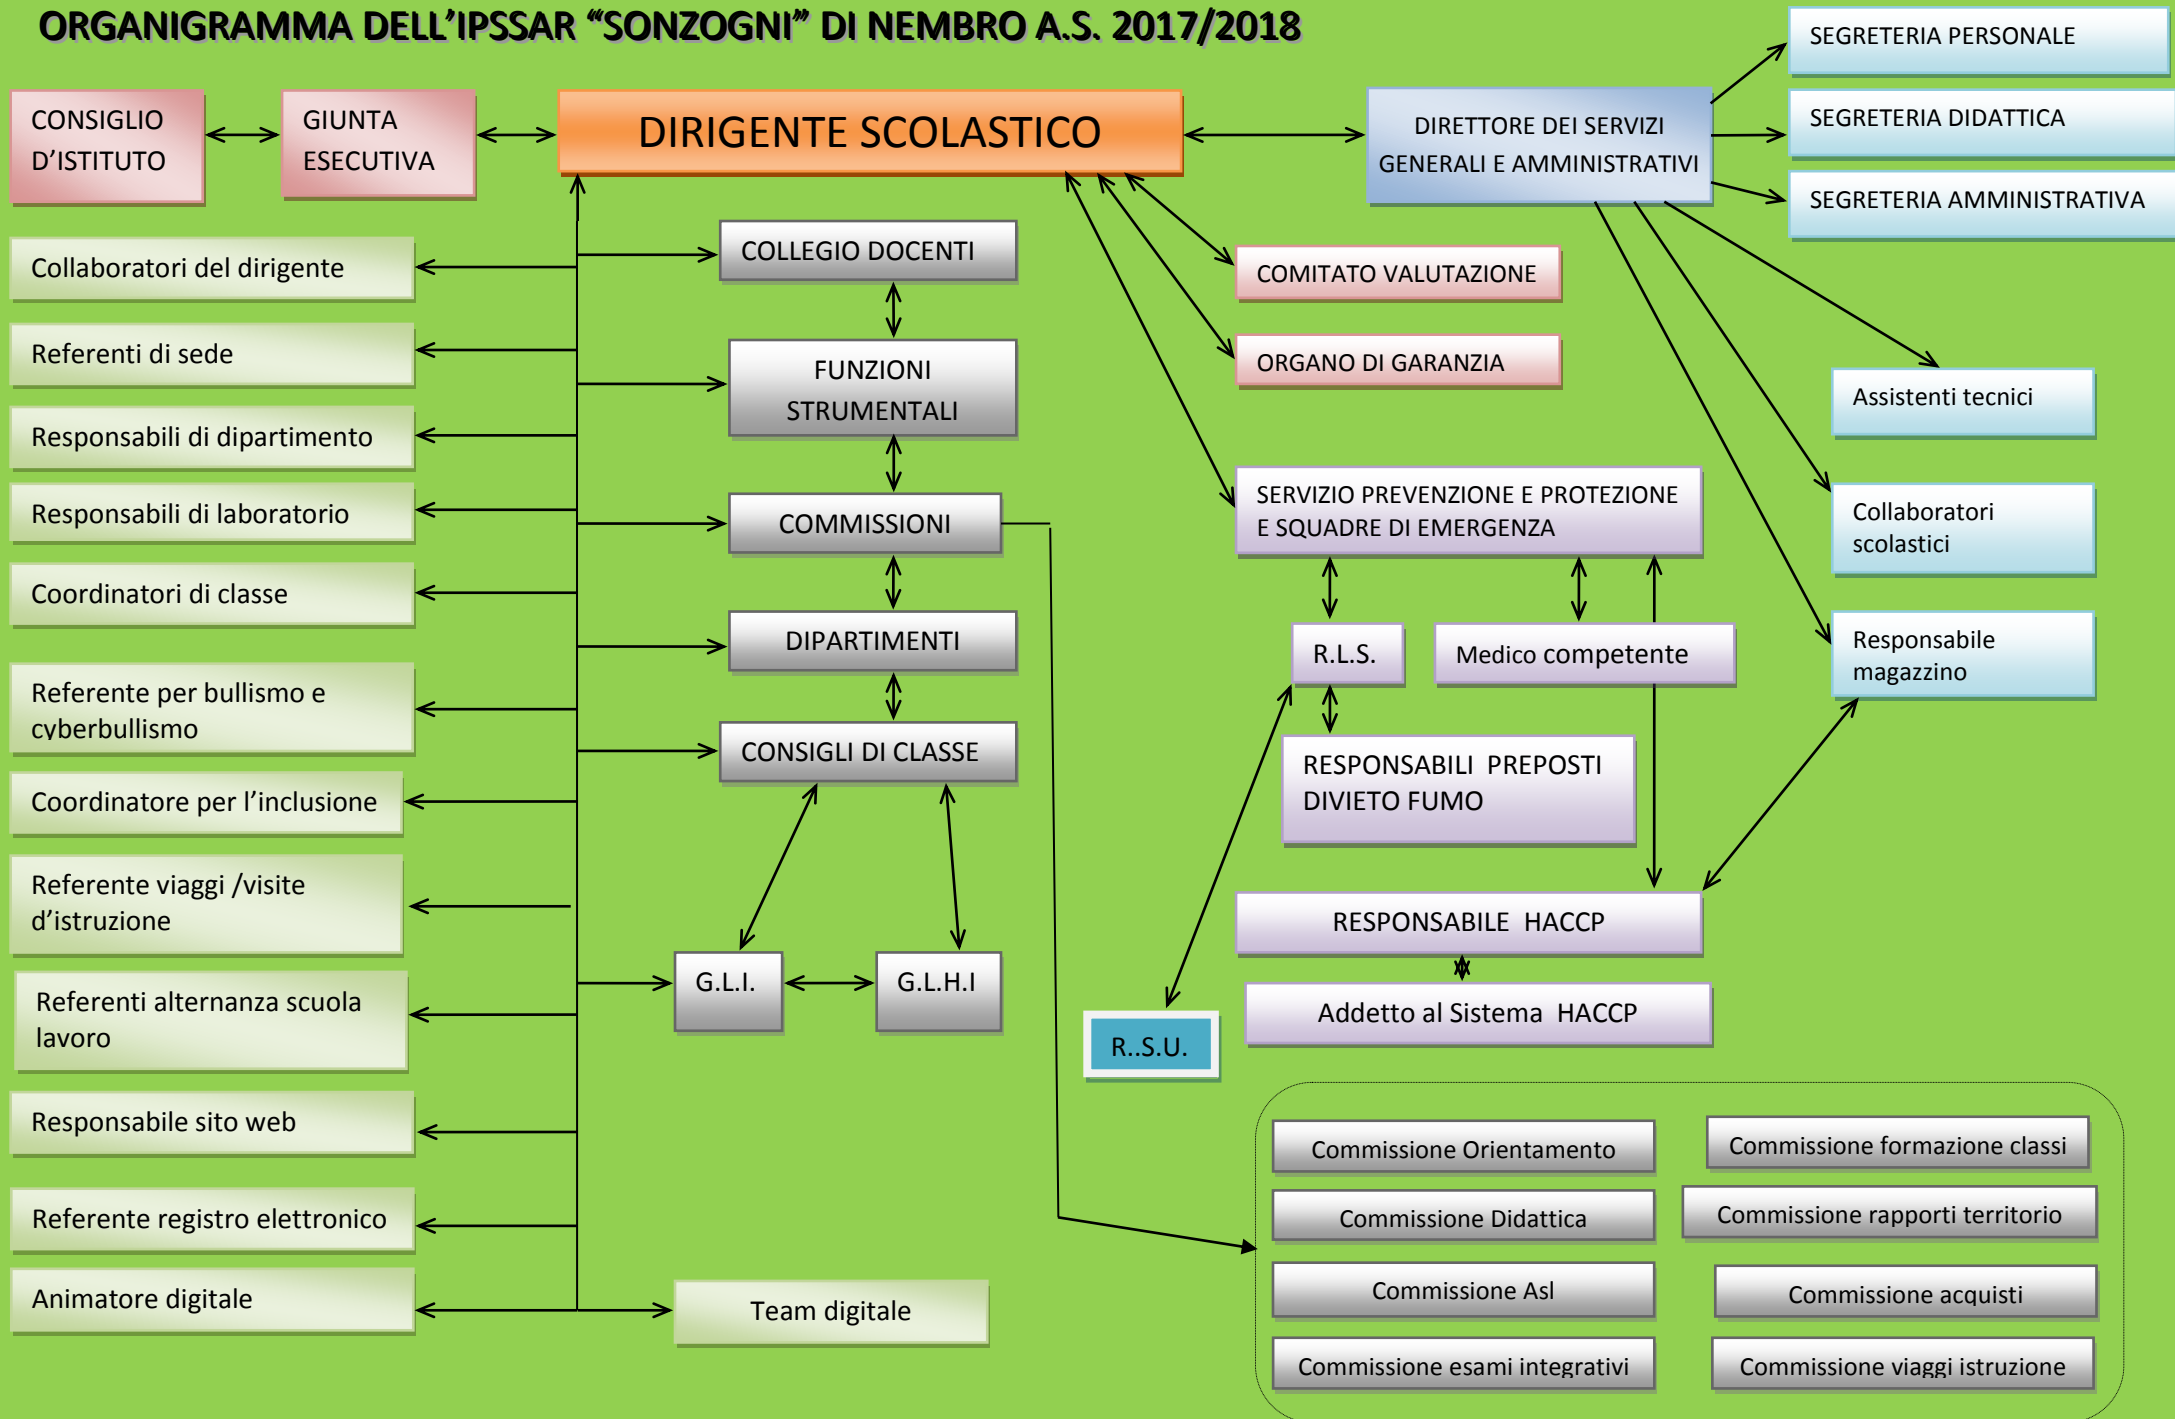 ORGANIGRAMMA DELL'IPSSAR “‘SONZOGNI” DI NEMBRO A.S. 2017/2018
CONSIGLIO
D'ISTITUTO
GIUNTA
ESECUTIVA
DIRIGENTE SCOLASTICO
DIRETTORE DEI SERVIZI
GENERALI E AMMINISTRATIVI
SEGRETERIA PERSONALE
SEGRETERIA DIDATTICA
SEGRETERIA AMMINISTRATIVA
Collaboratori del dirigente
Referenti di sede
Responsabili di dipartimento
Responsabili di laboratorio
Coordinatori di classe
Referente per bullismo e
cyberbullismo
Coordinatore per l'inclusione
Referente viaggi /visite
d'istruzione
Referenti alternanza scuola
lavoro
Responsabile sito web
Referente registro elettronico
Animatore digitale
COLLEGIO DOCENTI
FUNZIONI
STRUMENTALI
COMMISSIONI
DIPARTIMENTI
CONSIGLI DI CLASSE
G.L.I.
G.L.H.I
Team digitale
COMITATO VALUTAZIONE
ORGANO DI GARANZIA
SERVIZIO PREVENZIONE E PROTEZIONE
E SQUADRE DI EMERGENZA
R.L.S.
Medico competente
RESPONSABILI PREPOSTI
DIVIETO FUMO
RESPONSABILE HACCP
Addetto al Sistema HACCP
R..S.U.
Assistenti tecnici
Collaboratori
scolastici
Responsabile
magazzino
Commissione Orientamento
Commissione formazione classi
Commissione Didattica
Commissione rapporti territorio
Commissione Asl
Commissione acquisti
Commissione esami integrativi
Commissione viaggi istruzione